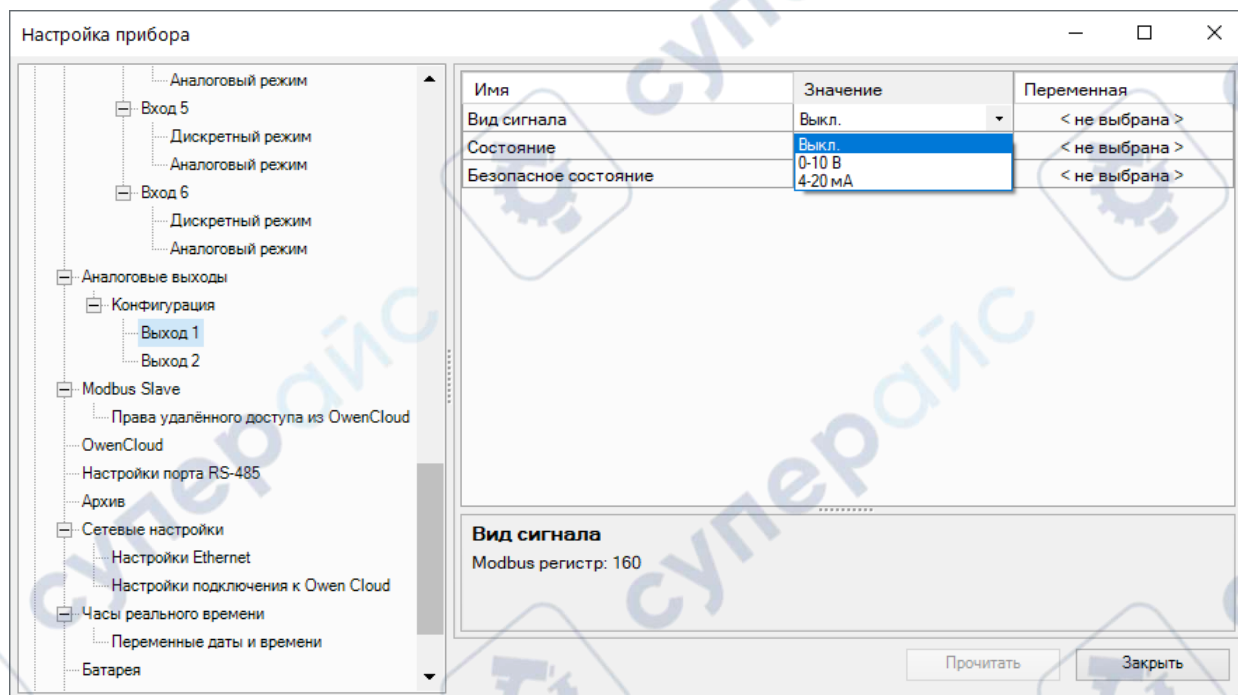 Настройка прибора
Аналоговый режим
Вход 5
Дискретный режим
Аналоговый режим
Вход 6
Дискретный режим
Аналоговый режим
Аналоговые выходы
Конфигурация
Выход 1
Выход 2
Modbus Slave
Права удалённого доступа из OwenCloud
OwenCloud
Настройки порта RS-485
Архив
Сетевые настройки
Настройки Ethernet
Настройки подключения к Owen Cloud
Часы реального времени
Переменные даты и времени
Батарея
Имя Значение Переменная
Вид сигнала Выкл. < не выбрана >
Состояние Выкл. < не выбрана >
0-10 В
Безопасное состояние 4-20 мА < не выбрана >
Вид сигнала
Modbus регистр: 160
Прочитать Закрыть
суперайс
суперайс